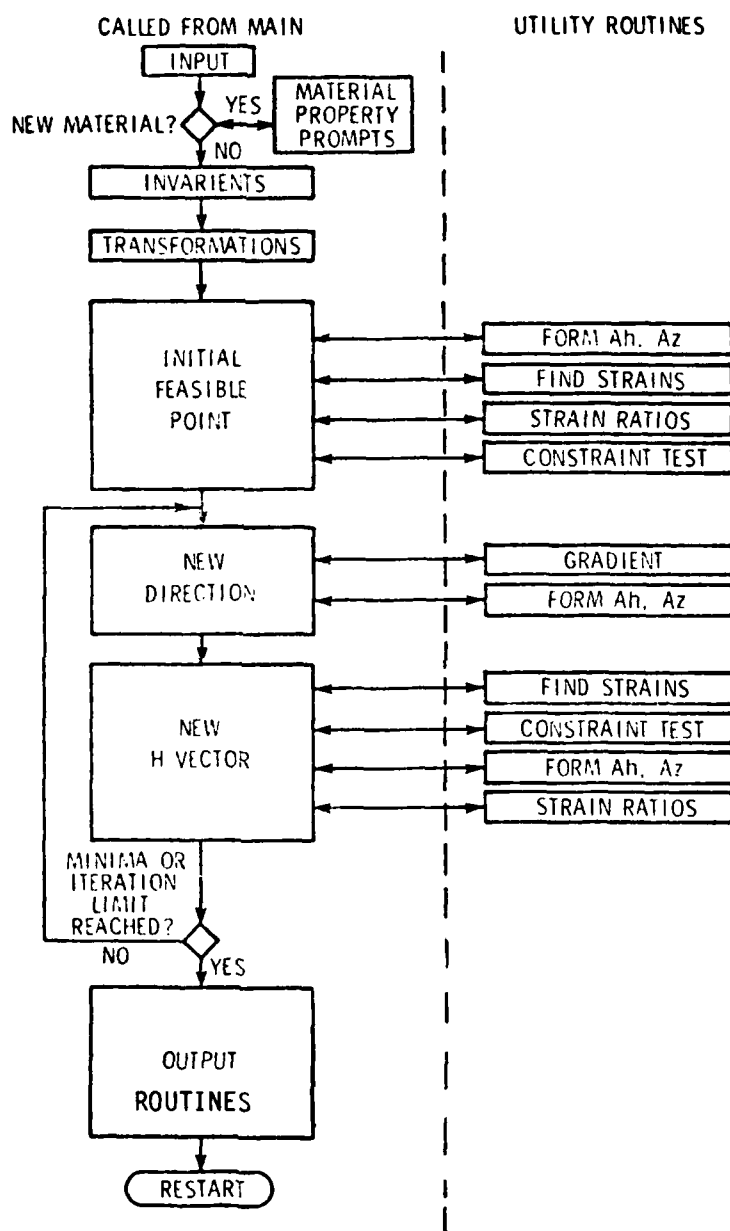 CALLED FROM MAIN
UTILITY ROUTINES
INPUT
NEW MATERIAL?
YES
MATERIAL
PROPERTY
PROMPTS
NO
INVARIENTS
TRANSFORMATIONS
INITIAL
FEASIBLE
POINT
FORM Ah, Az
FIND STRAINS
STRAIN RATIOS
CONSTRAINT TEST
NEW
DIRECTION
GRADIENT
FORM Ah, Az
NEW
H VECTOR
FIND STRAINS
CONSTRAINT TEST
FORM Ah, Az
STRAIN RATIOS
MINIMA OR
ITERATION
LIMIT
REACHED?
NO
YES
OUTPUT
ROUTINES
RESTART